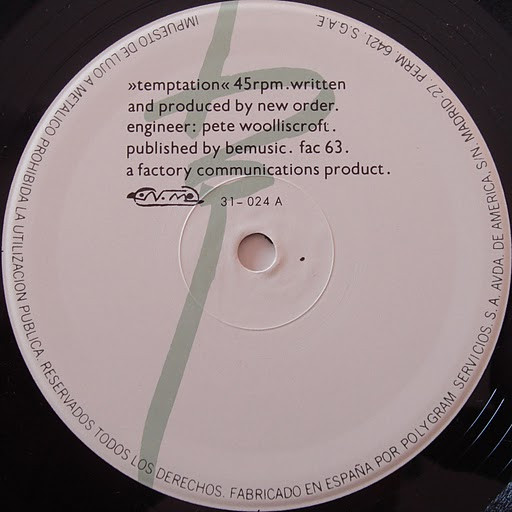 »temptation« 45rpm.written
and produced by new order.
engineer: pete woolliscroft.
published by bemusic. fac 63.
a factory communications product.
31-024 A
IMPUESTO DE LUJO A METALICO PROHIBIDA LA UTILIZACION PUBLICA. RESERVADOS TODOS LOS DERECHOS. FABRICADO EN ESPAÑA POR POLYGRAM SERVICIOS. S. A. AVDA. DE AMERICA, S/N. MADRID-27. PERM. 6421. S.G.A.E.